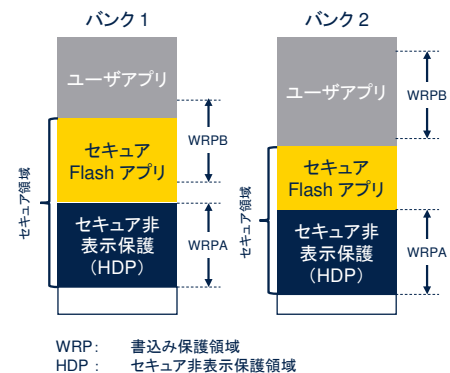 バンク 1
ユーザアプリ
セキュア
Flash アプリ
セキュア非
表示保護
（HDP）
セキュア領域
WRPB
WRPA
バンク 2
ユーザアプリ
セキュア
Flash アプリ
セキュア非
表示保護
（HDP）
セキュア領域
WRPB
WRPA
WRP： 書込み保護領域
HDP ： セキュア非表示保護領域